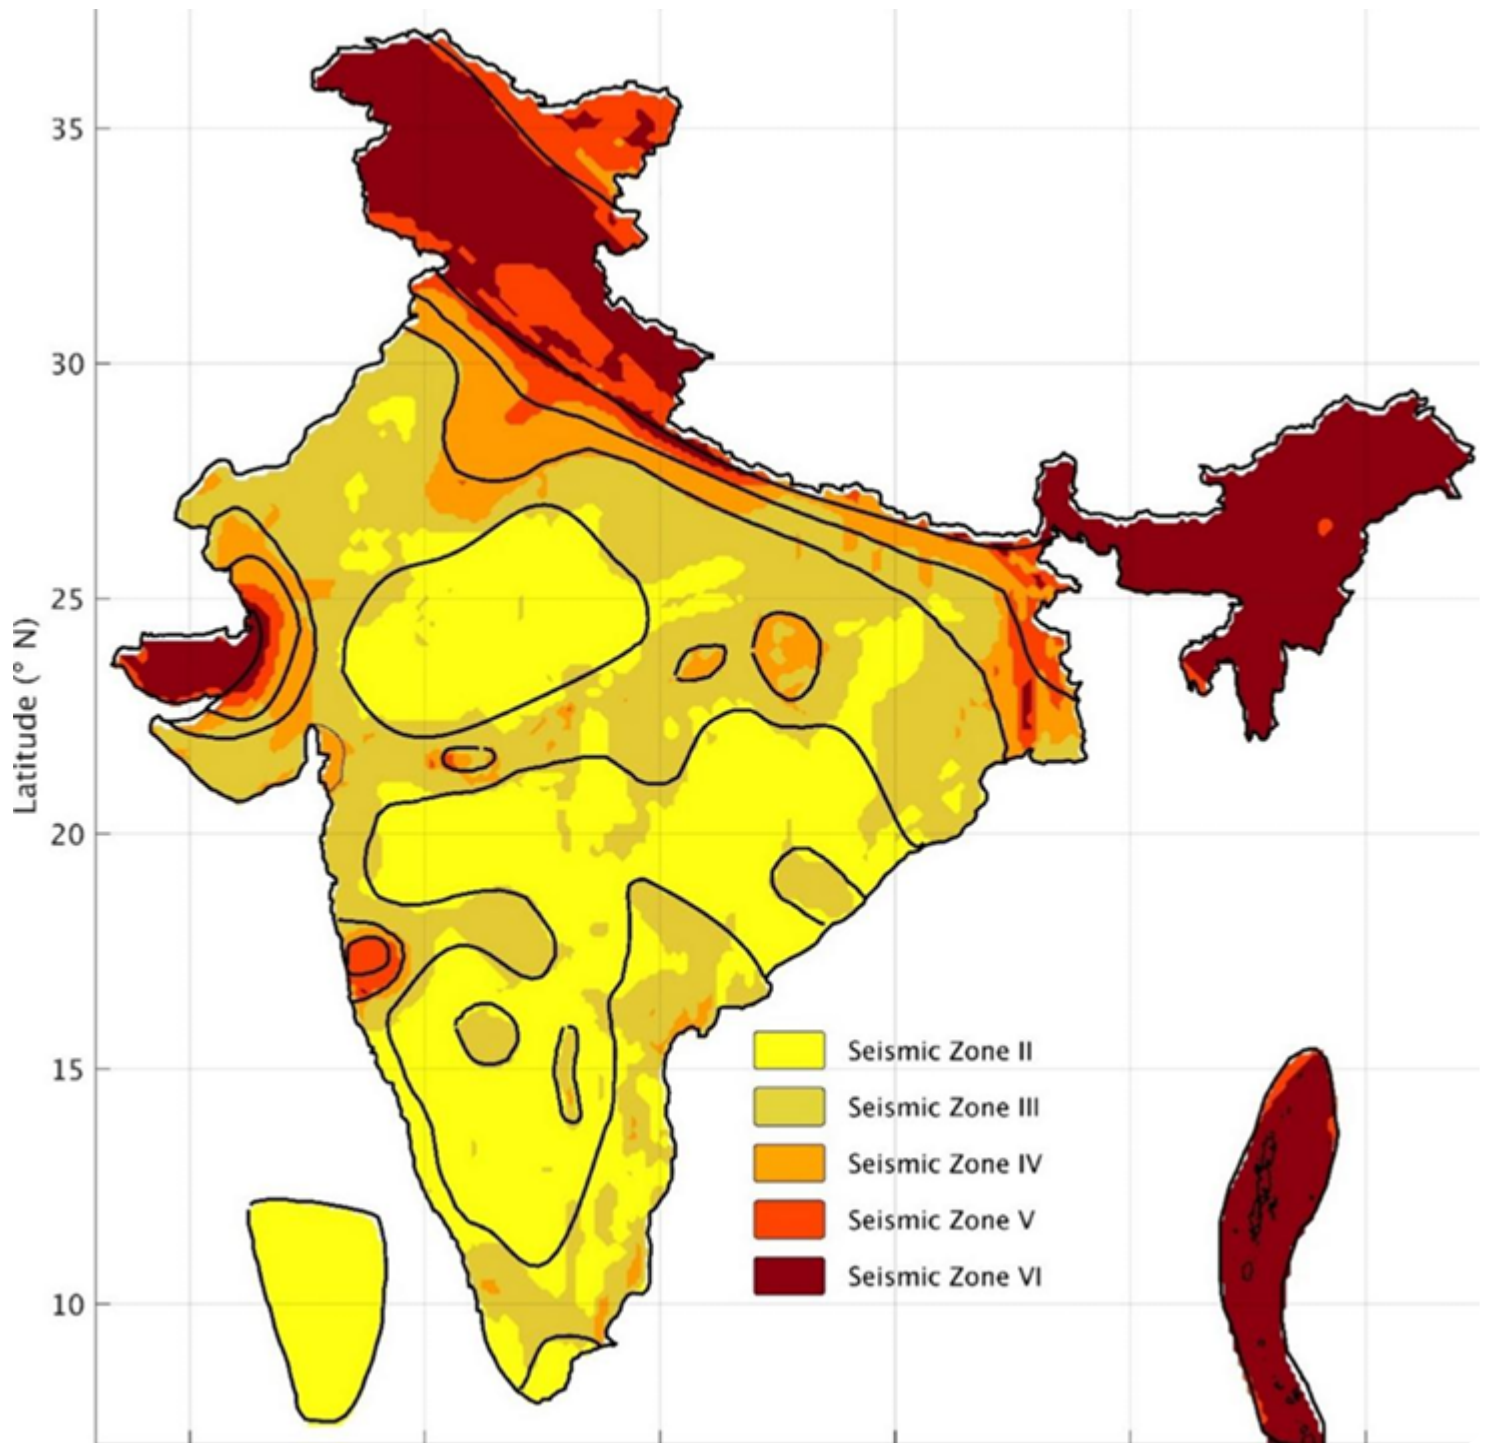 35
30
25
Latitude (° N)
20
15
10
Seismic Zone II
Seismic Zone III
Seismic Zone IV
Seismic Zone V
Seismic Zone VI